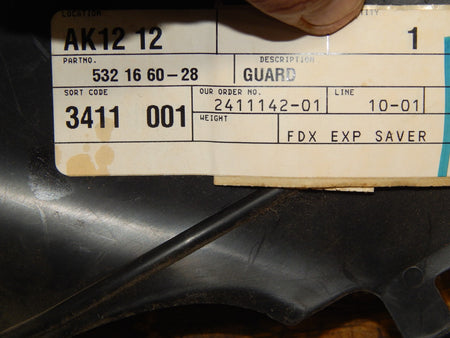 LOCATION
AK12 12
1
PARTNO. DESCRIPTION
532 16 60-28 GUARD
SORT CODE OUR ORDER NO. LINE
3411 001 2411142-01 10-01
WEIGHT
FDX EXP SAVER